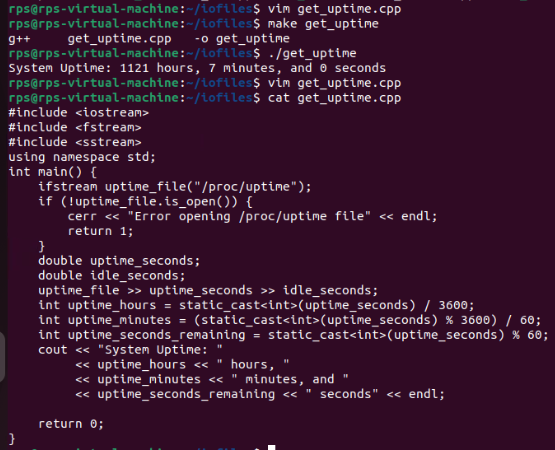 rps@rps-virtual-machine:~/iofiles$ vim get_uptime.cpp
rps@rps-virtual-machine:~/iofiles$ make get_uptime
g++     get_uptime.cpp   -o get_uptime
rps@rps-virtual-machine:~/iofiles$ ./get_uptime
System Uptime: 1121 hours, 7 minutes, and 0 seconds
rps@rps-virtual-machine:~/iofiles$ vim get_uptime.cpp
rps@rps-virtual-machine:~/iofiles$ cat get_uptime.cpp
#include <iostream>
#include <fstream>
#include <sstream>
using namespace std;
int main() {
    ifstream uptime_file("/proc/uptime");
    if (!uptime_file.is_open()) {
        cerr << "Error opening /proc/uptime file" << endl;
        return 1;
    }
    double uptime_seconds;
    double idle_seconds;
    uptime_file >> uptime_seconds >> idle_seconds;
    int uptime_hours = static_cast<int>(uptime_seconds) / 3600;
    int uptime_minutes = (static_cast<int>(uptime_seconds) % 3600) / 60;
    int uptime_seconds_remaining = static_cast<int>(uptime_seconds) % 60;
    cout << "System Uptime: "
         << uptime_hours << " hours, "
         << uptime_minutes << " minutes, and "
         << uptime_seconds_remaining << " seconds" << endl;

    return 0;
}
rps@rps-virtual-machine:~/iofiles$